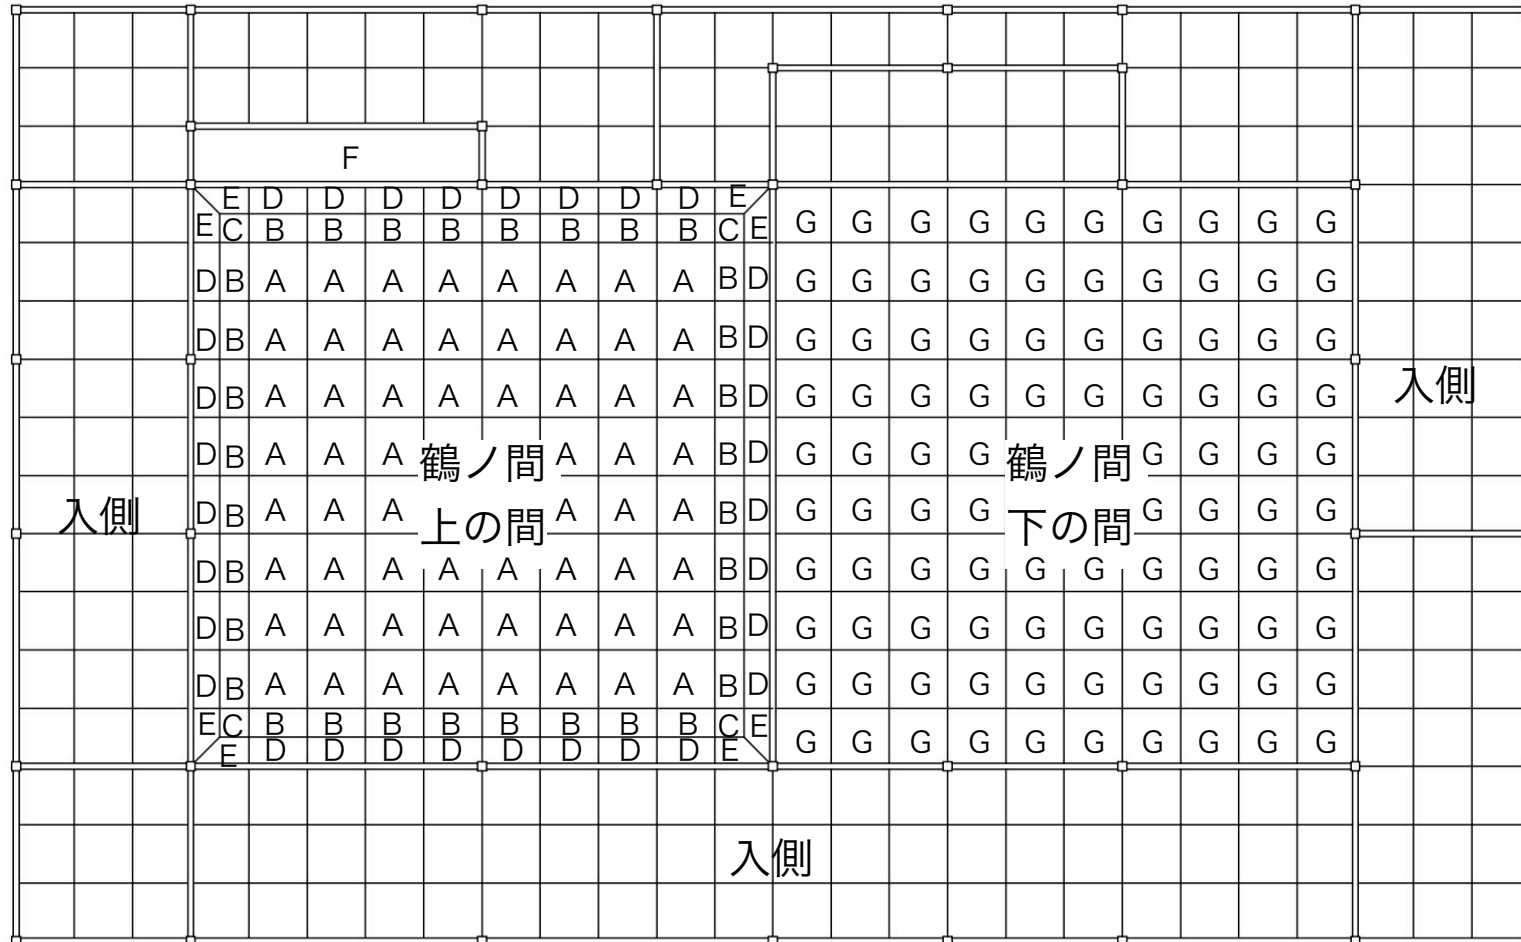 F
E D D D D D D D D E
E C B B B B B B B B C E G G G G G G G G G G
D B A A A A A A A A B D G G G G G G G G G G
D B A A A A A A A A B D G G G G G G G G G G
D B A A A A A A A A B D G G G G G G G G G G 入側
D B A A A 鶴ノ間 A A A B D G G G G 鶴ノ間 G G G G
入側 D B A A A 上の間 A A A B D G G G G 下の間 G G G G
D B A A A A A A A A B D G G G G G G G G G G
D B A A A A A A A A B D G G G G G G G G G G
D B A A A A A A A A B D G G G G G G G G G G
E C B B B B B B B B C E G G G G G G G G G G
E D D D D D D D D E
入側